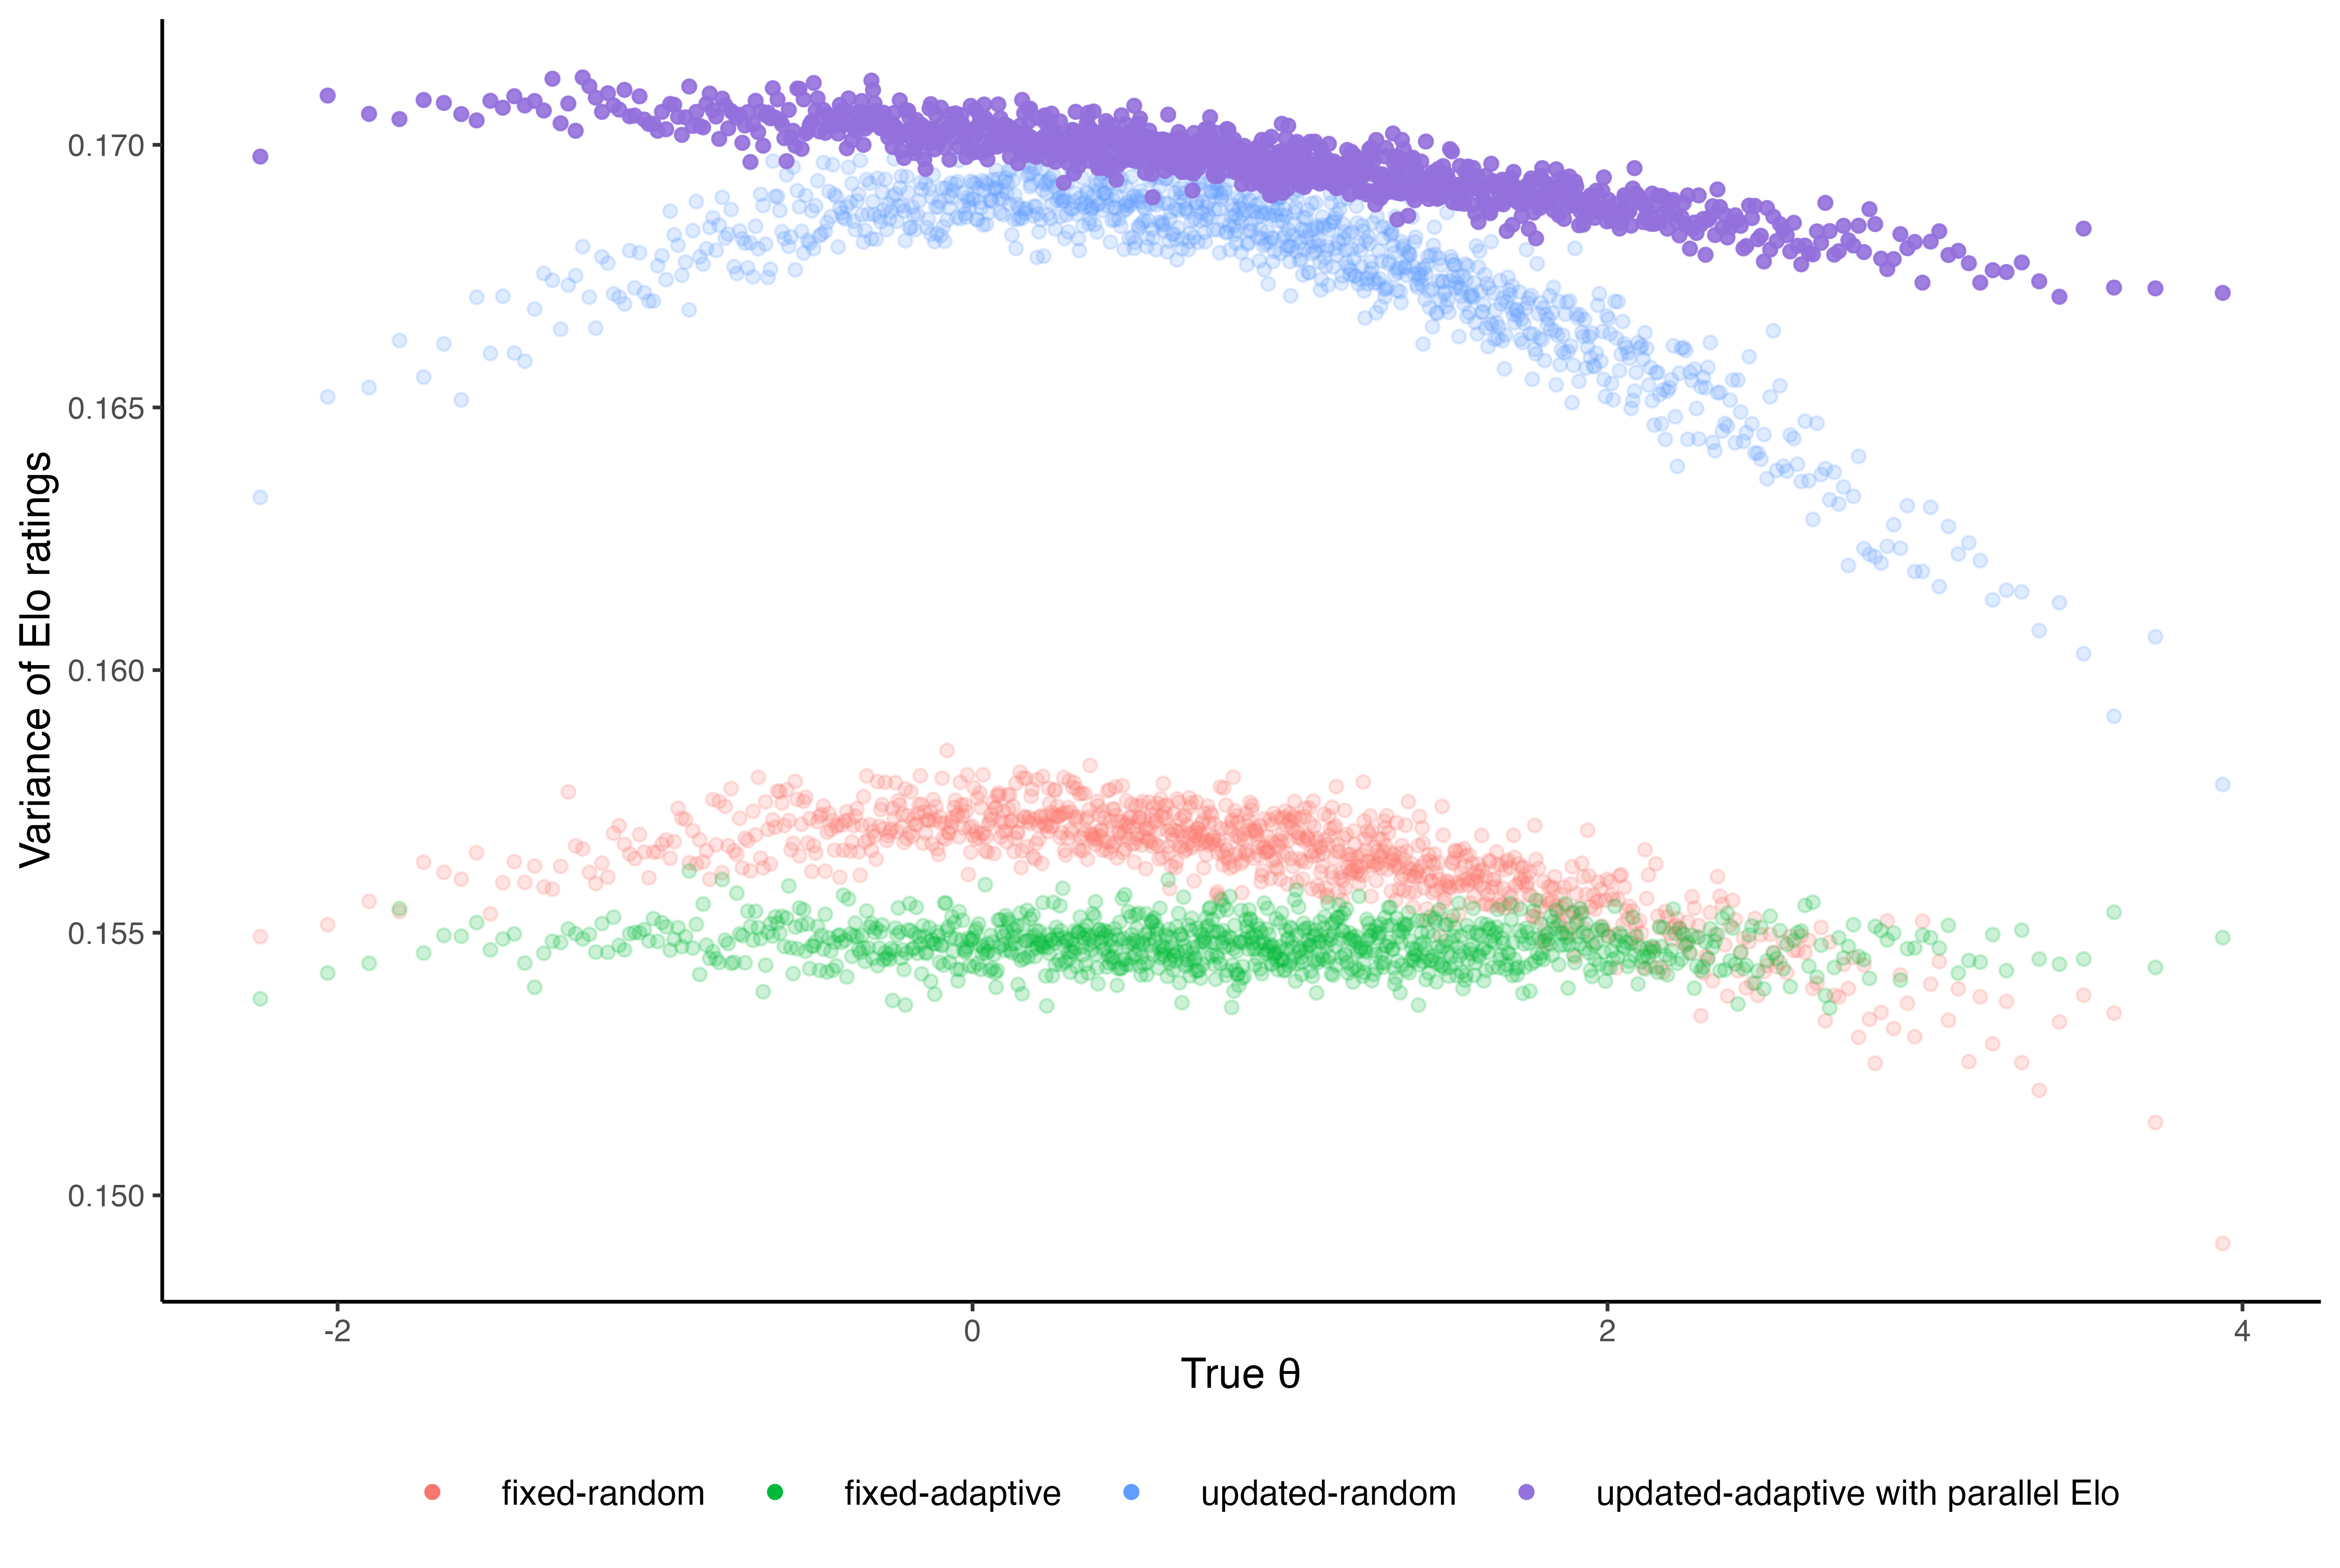 Variance of Elo ratings
0.170
0.165
0.160
0.155
0.150
-2 0 2 4
True θ
fixed-random fixed-adaptive updated-random updated-adaptive with parallel Elo